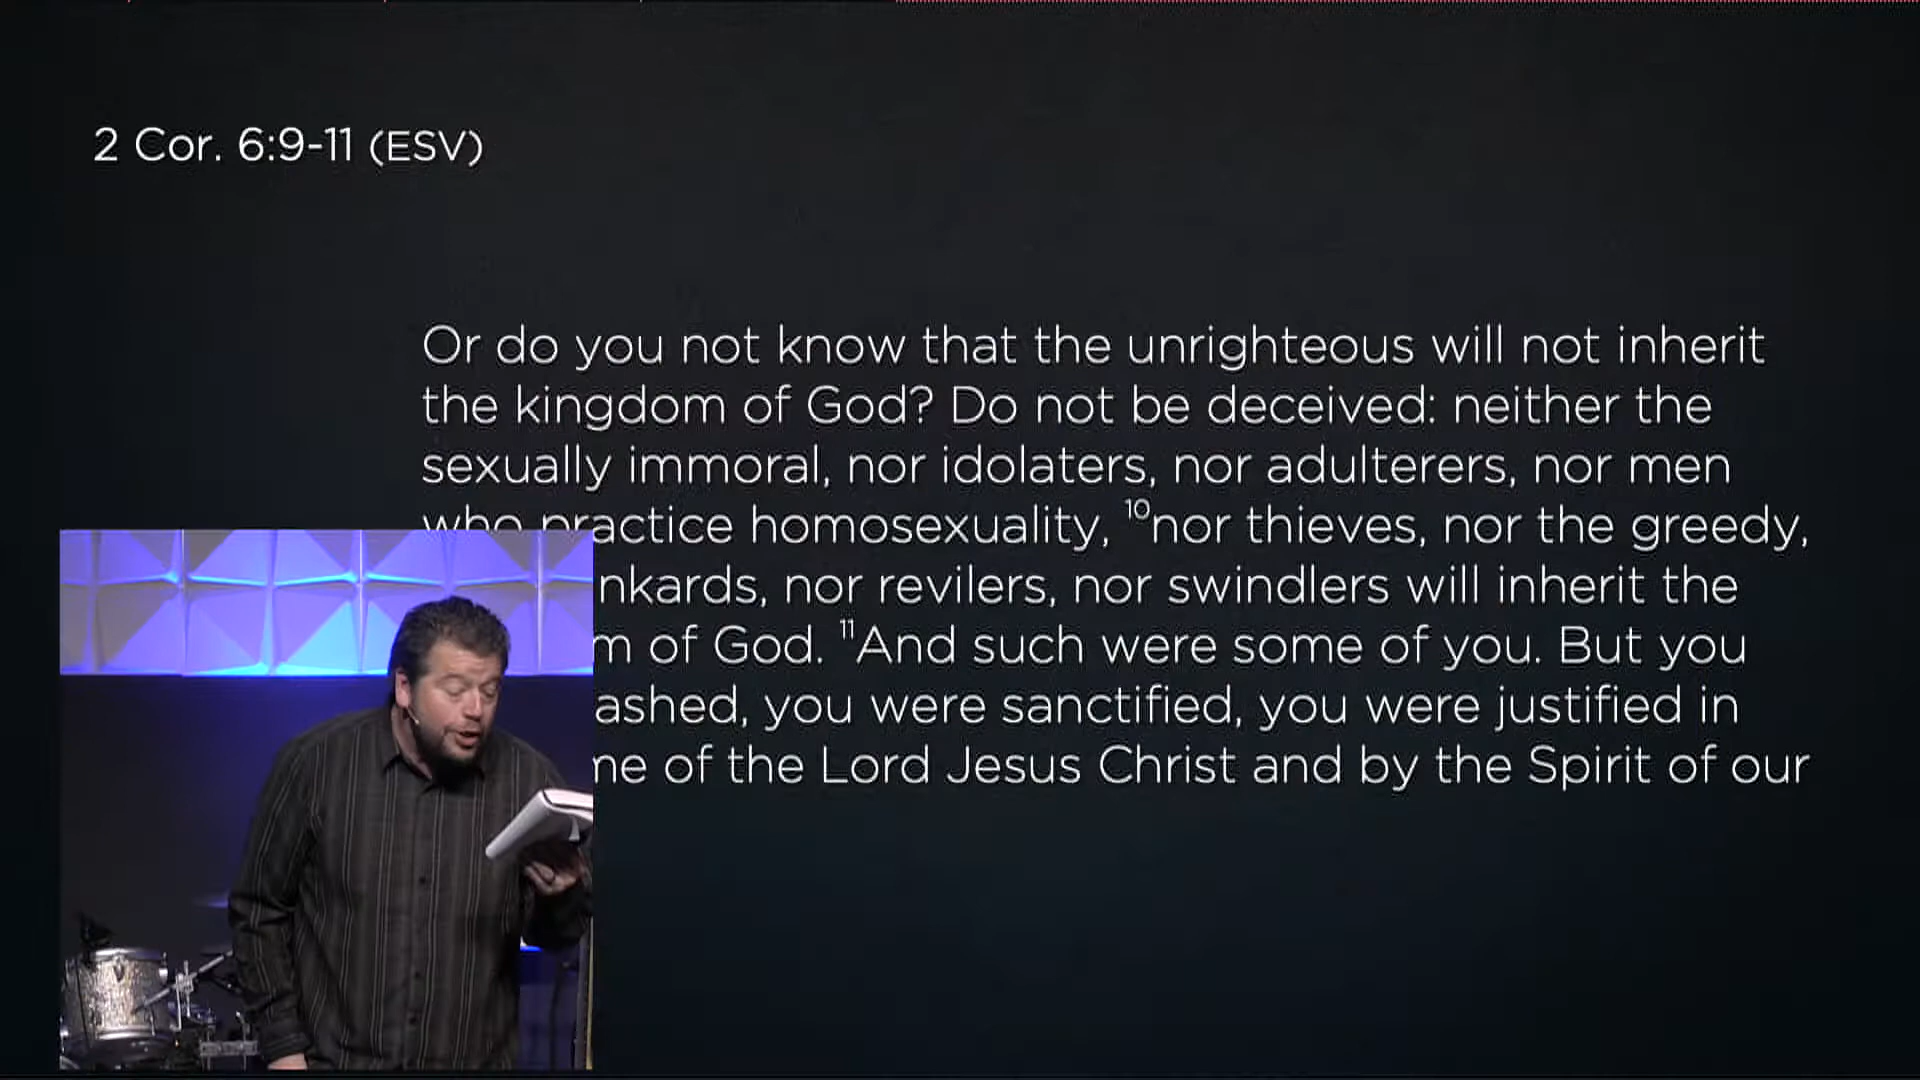 2 Cor. 6:9-11 (ESV)
Or do you not know that the unrighteous will not inherit
the kingdom of God? Do not be deceived: neither the
sexually immoral, nor idolaters, nor adulterers, nor men
who practice homosexuality, ¹⁰nor thieves, nor the greedy,
nkards, nor revilers, nor swindlers will inherit the
m of God. ¹¹And such were some of you. But you
ashed, you were sanctified, you were justified in
me of the Lord Jesus Christ and by the Spirit of our